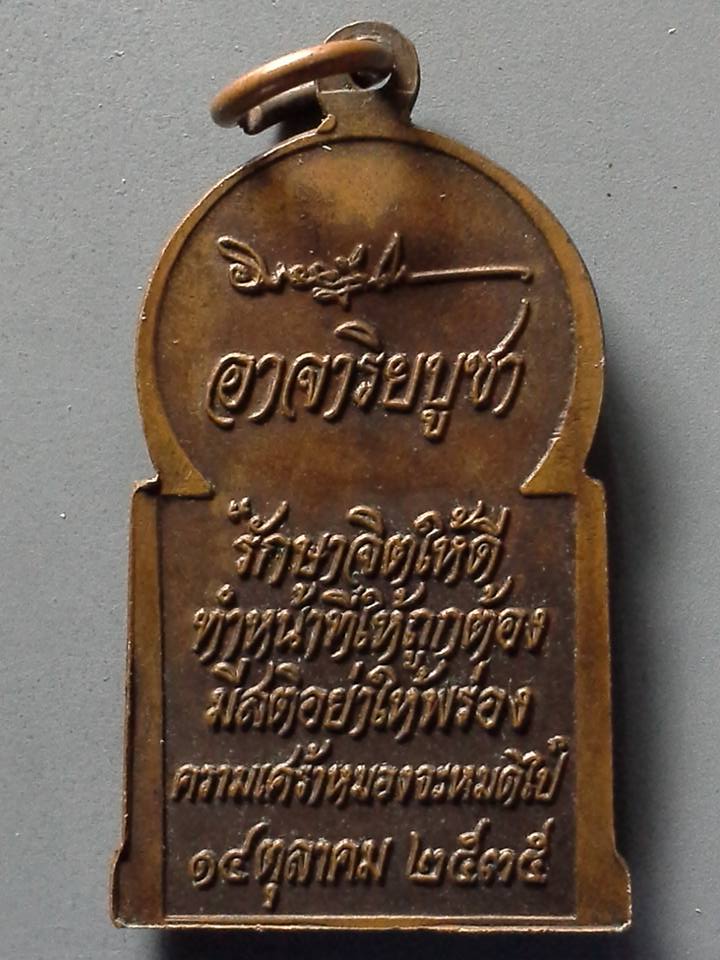 อาจาริยบูชา
"รักษาจิตให้ดี
ทำหน้าที่ให้ถูกต้อง
มีสติอย่าให้พร่อง
ความเศร้าหมองจะหมดไป"
๑๔ ตุลาคม ๒๕๓๕